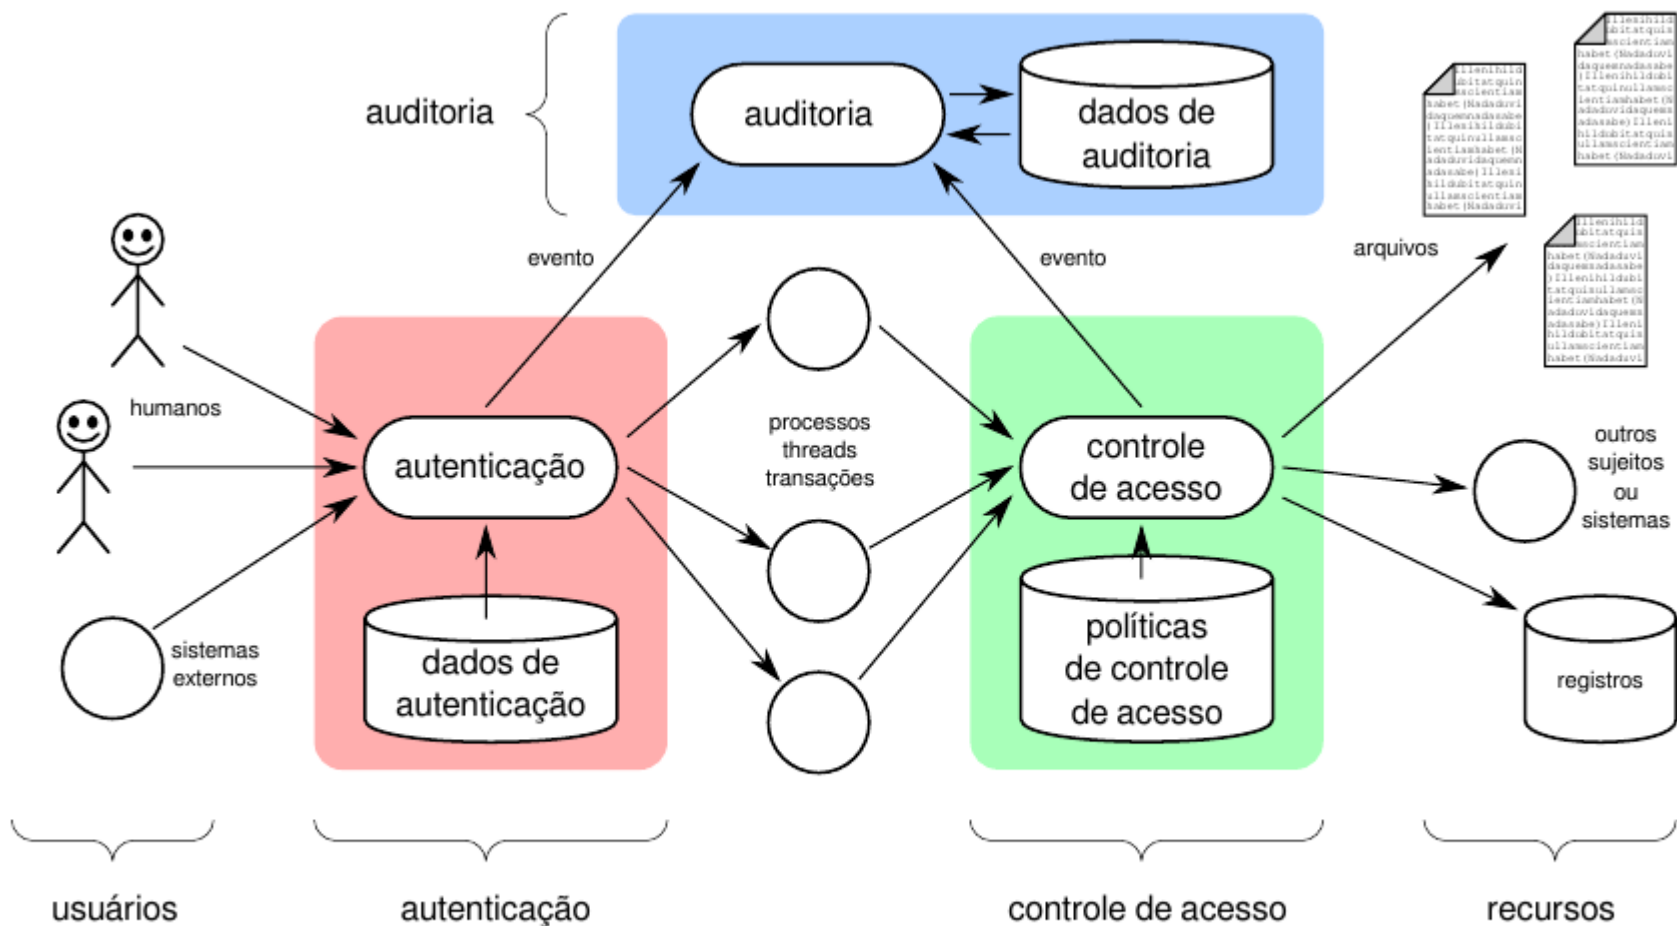 auditoria
auditoria
dados de
auditoria
evento
evento
arquivos
humanos
autenticação
processos
threads
transações
controle
de acesso
outros
sujeitos
ou
sistemas
sistemas
externos
dados de
autenticação
políticas
de controle
de acesso
registros
usuários
autenticação
controle de acesso
recursos